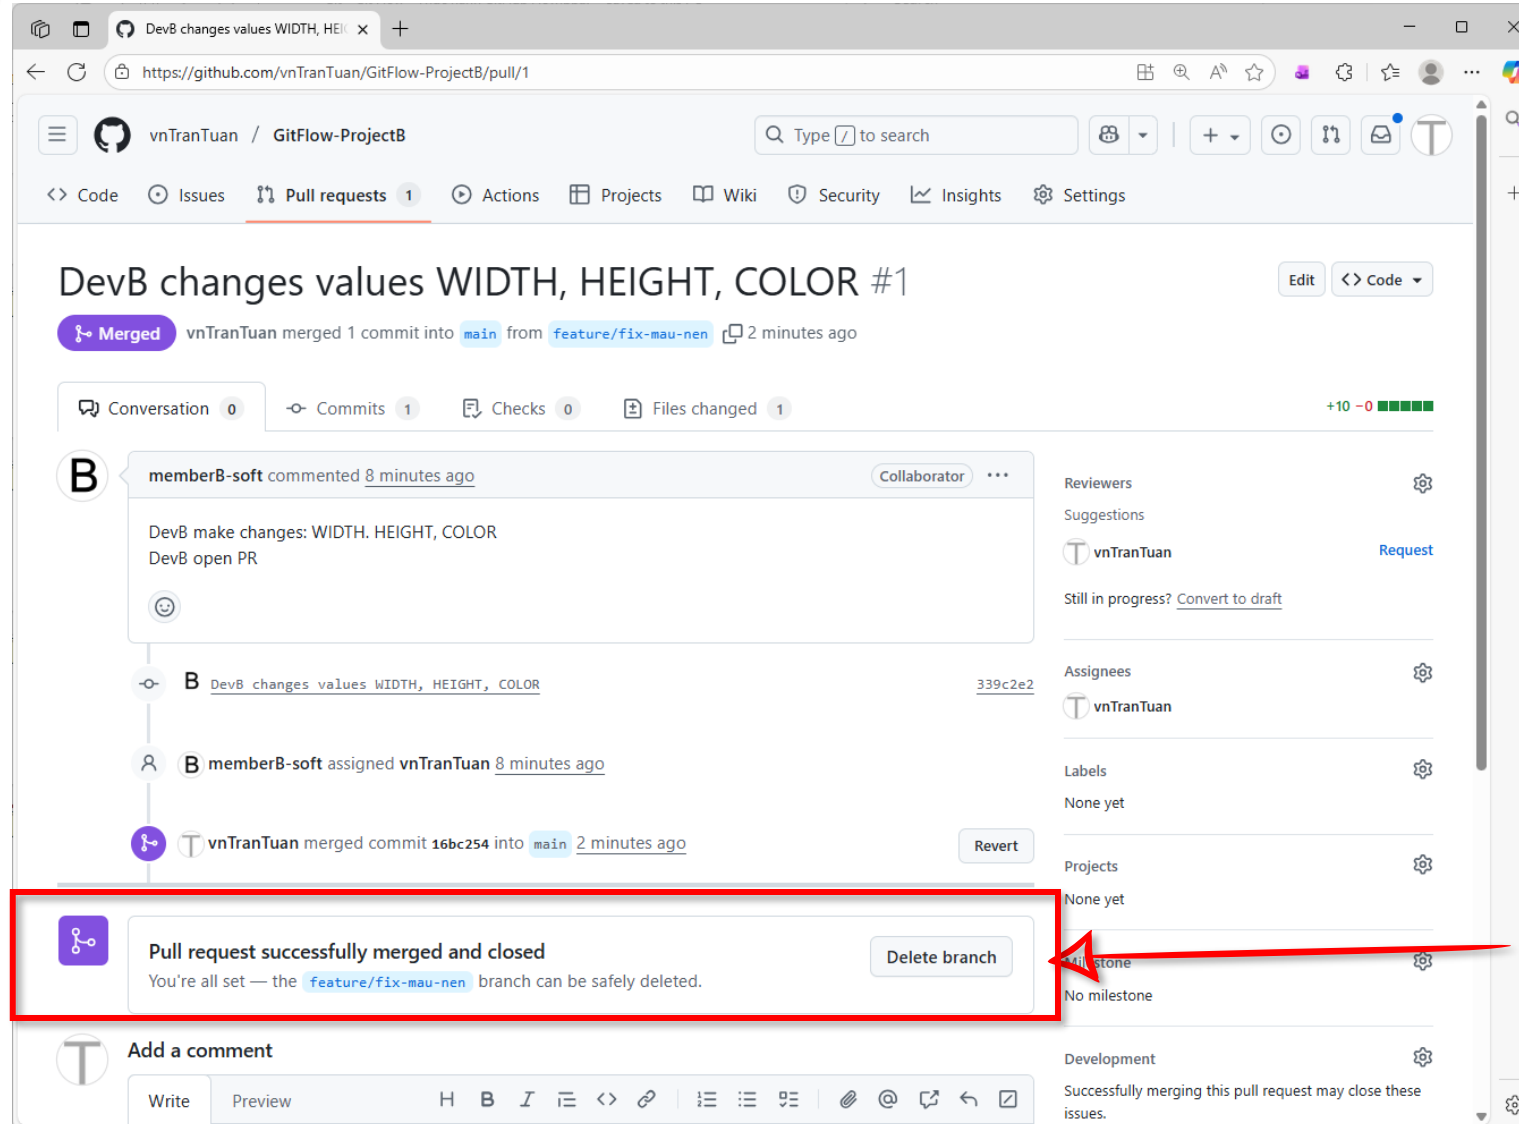 DevB changes values WIDTH, HEI
https://github.com/vnTranTuan/GitFlow-ProjectB/pull/1
vnTranTuan / GitFlow-ProjectB
Type / to search
Code
Issues
Pull requests 1
Actions
Projects
Wiki
Security
Insights
Settings
DevB changes values WIDTH, HEIGHT, COLOR #1
Edit
<> Code
Merged
vnTranTuan merged 1 commit into main from feature/fix-mau-nen 2 minutes ago
Conversation 0
Commits 1
Checks 0
Files changed 1
+10 −0
B
memberB-soft commented 8 minutes ago
Collaborator
DevB make changes: WIDTH. HEIGHT, COLOR
DevB open PR
B DevB changes values WIDTH, HEIGHT, COLOR 339c2e2
B memberB-soft assigned vnTranTuan 8 minutes ago
T vnTranTuan merged commit 16bc254 into main 2 minutes ago
Revert
Pull request successfully merged and closed
You're all set — the feature/fix-mau-nen branch can be safely deleted.
Delete branch
T
Add a comment
Write
Preview
H B I
Reviewers
Suggestions
T vnTranTuan
Request
Still in progress? Convert to draft
Assignees
T vnTranTuan
Labels
None yet
Projects
None yet
Milestone
No milestone
Development
Successfully merging this pull request may close these
issues.